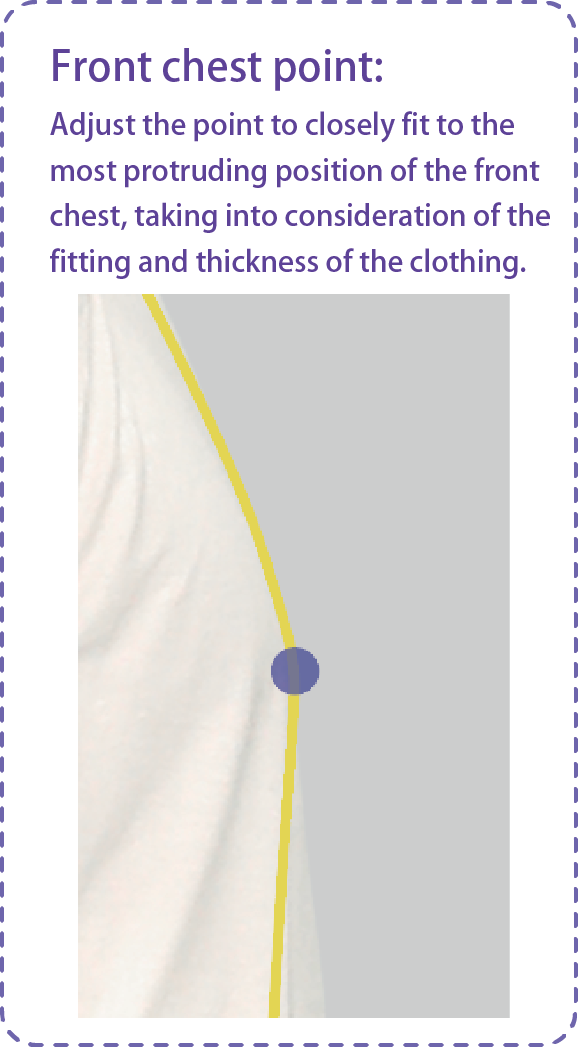 Front chest point:
Adjust the point to closely fit to the
most protruding position of the front
chest, taking into consideration of the
fitting and thickness of the clothing.